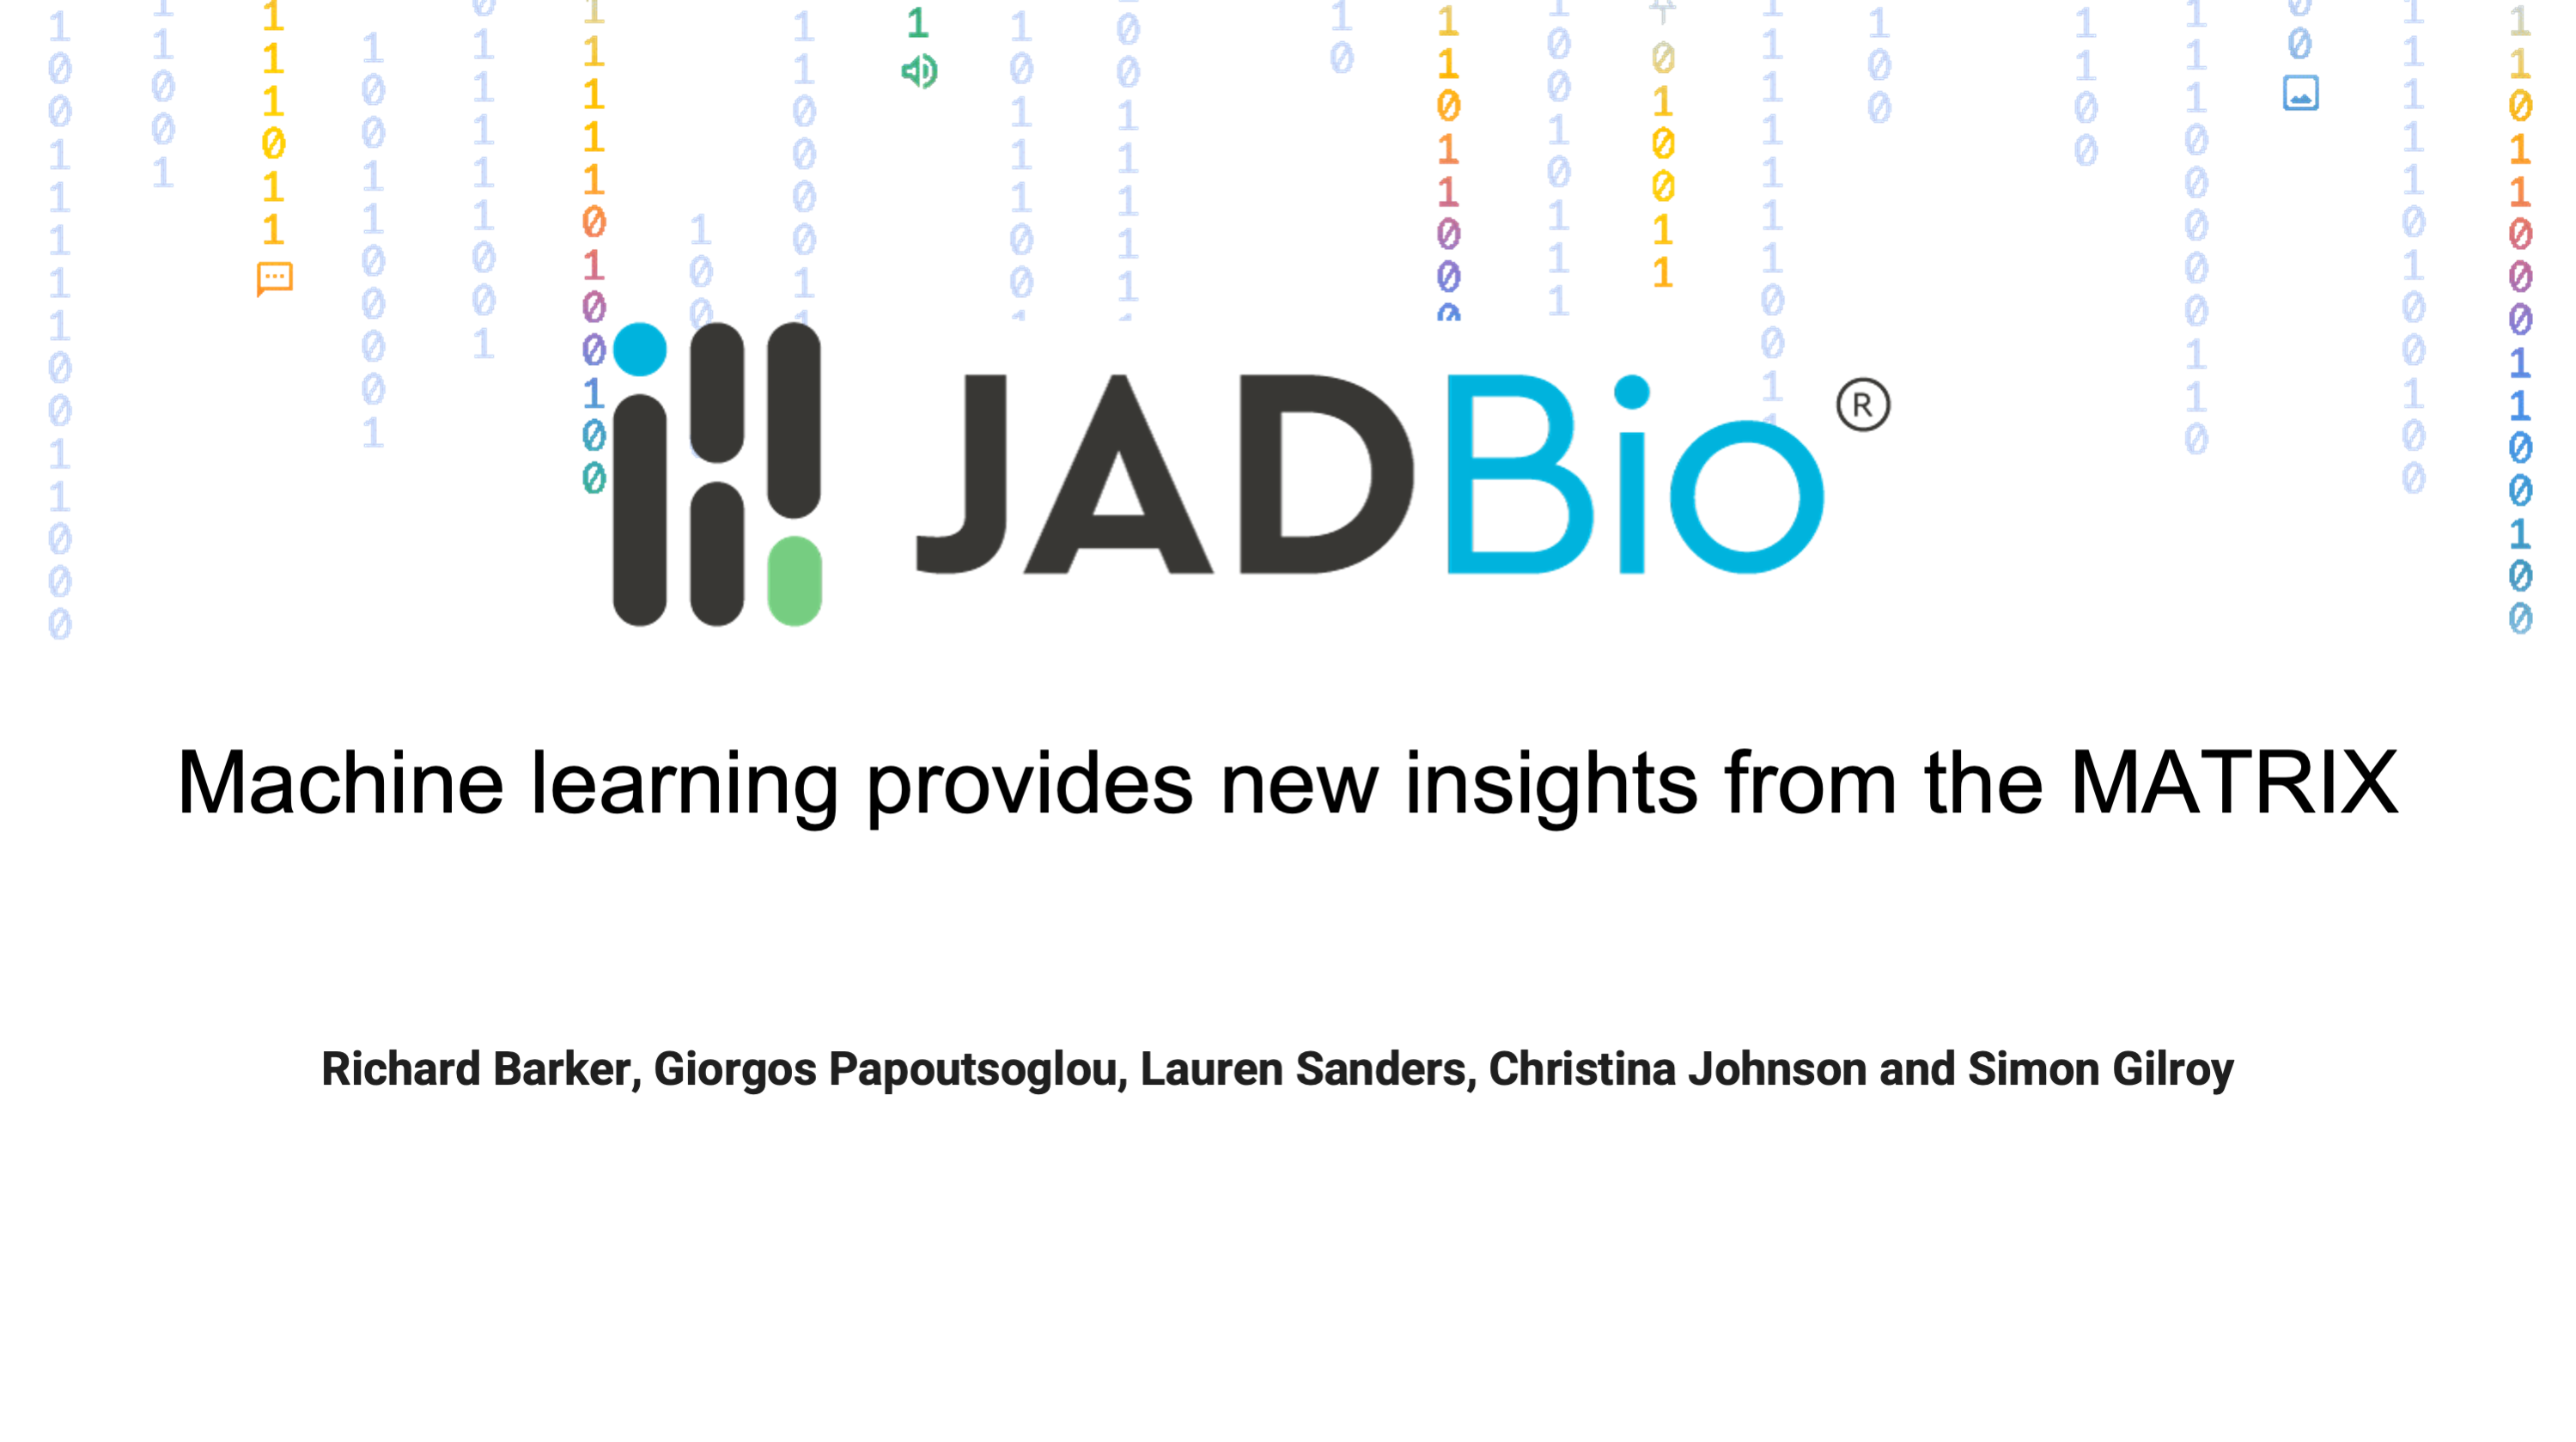 JADBio®
Machine learning provides new insights from the MATRIX
Richard Barker, Giorgos Papoutsoglou, Lauren Sanders, Christina Johnson and Simon Gilroy